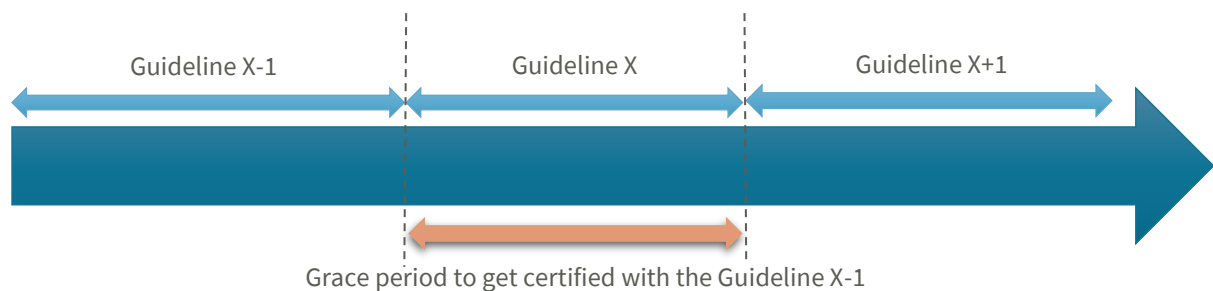 Guideline X-1
Guideline X
Guideline X+1
Grace period to get certified with the Guideline X-1